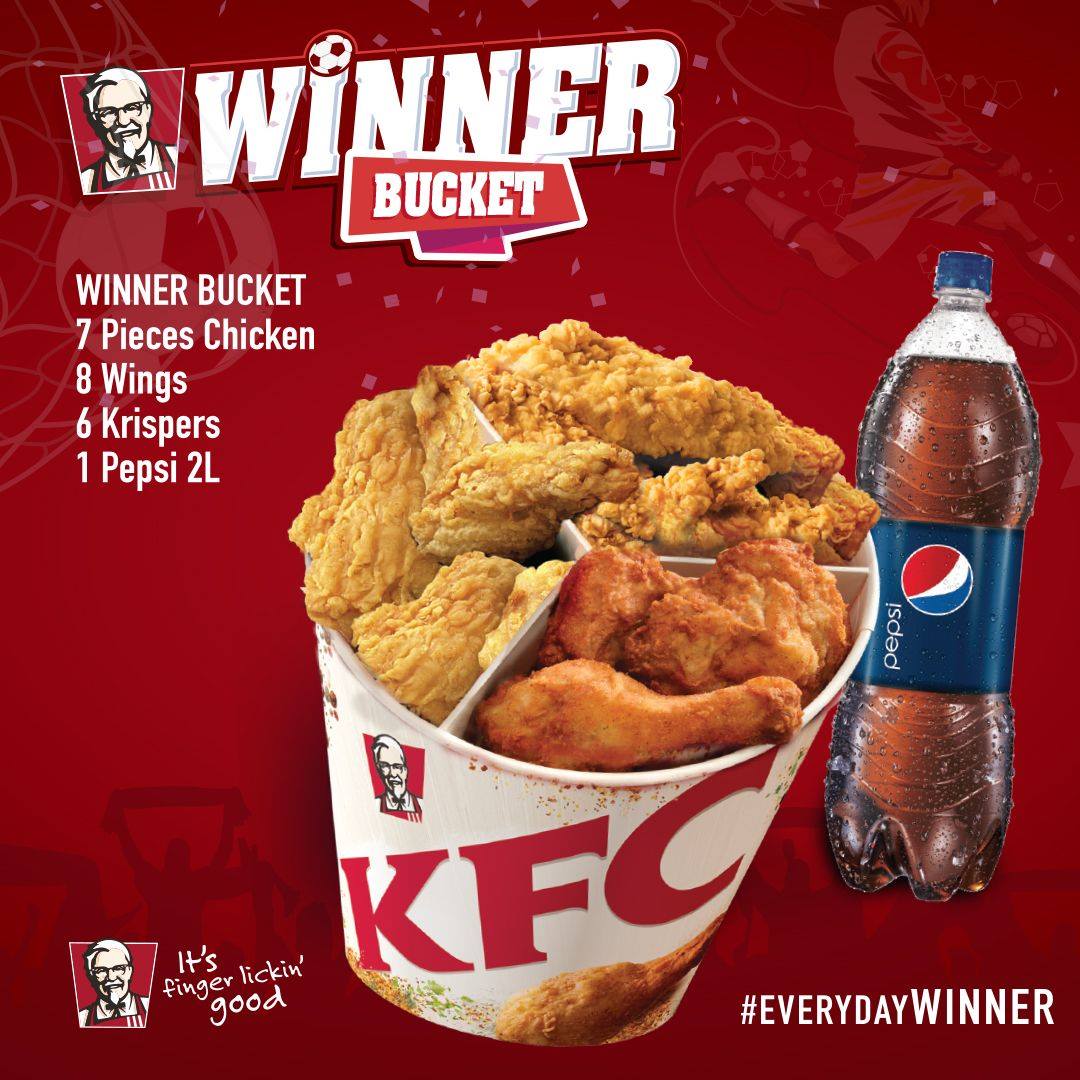 WINNER
BUCKET
WINNER BUCKET
7 Pieces Chicken
8 Wings
6 Krispers
1 Pepsi 2L
pepsi
KFC
It's
finger lickin'
good
#EVERYDAYWINNER